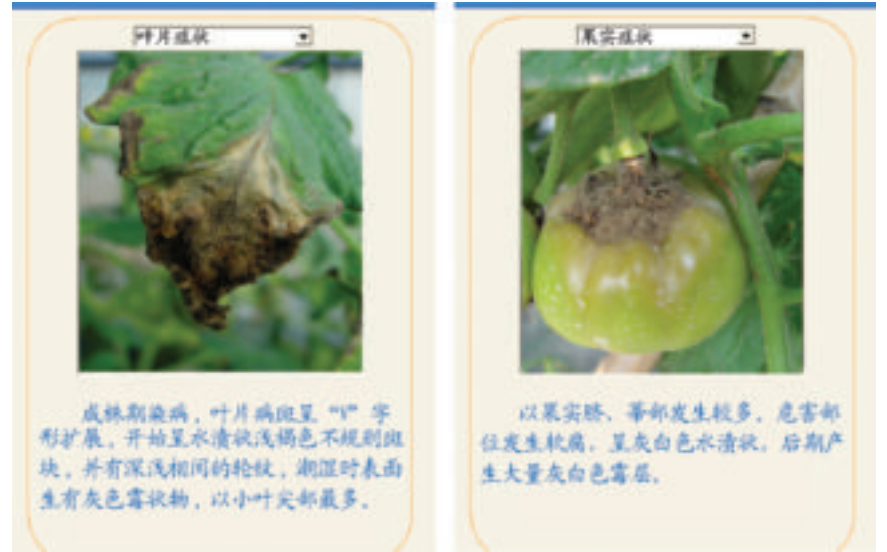 叶片症状
成株期染病，叶片病斑呈“V”字
形扩展，开始呈水渍状浅褐色不规则斑
块，并有深浅相间的轮纹，潮湿时表面
生有灰色霉状物，以小叶尖部最多。
果实症状
以果实脐、蒂部发生较多，危害部
位发生软腐，呈灰白色水渍状，后期产
生大量灰白色霉层。